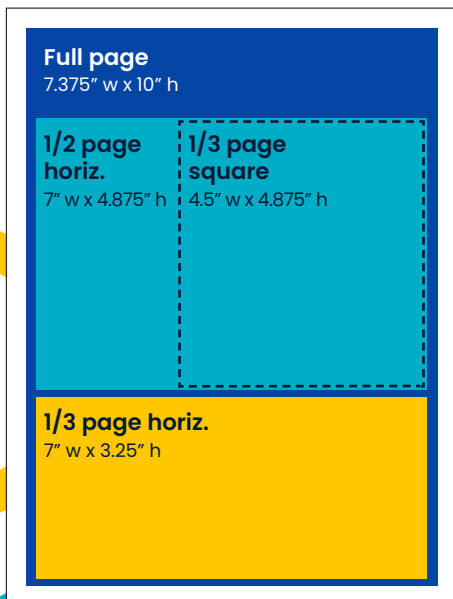 Full page
7.375” w x 10” h
1/2 page
horiz.
7” w x 4.875” h
1/3 page
square
4.5” w x 4.875” h
1/3 page horiz.
7” w x 3.25” h